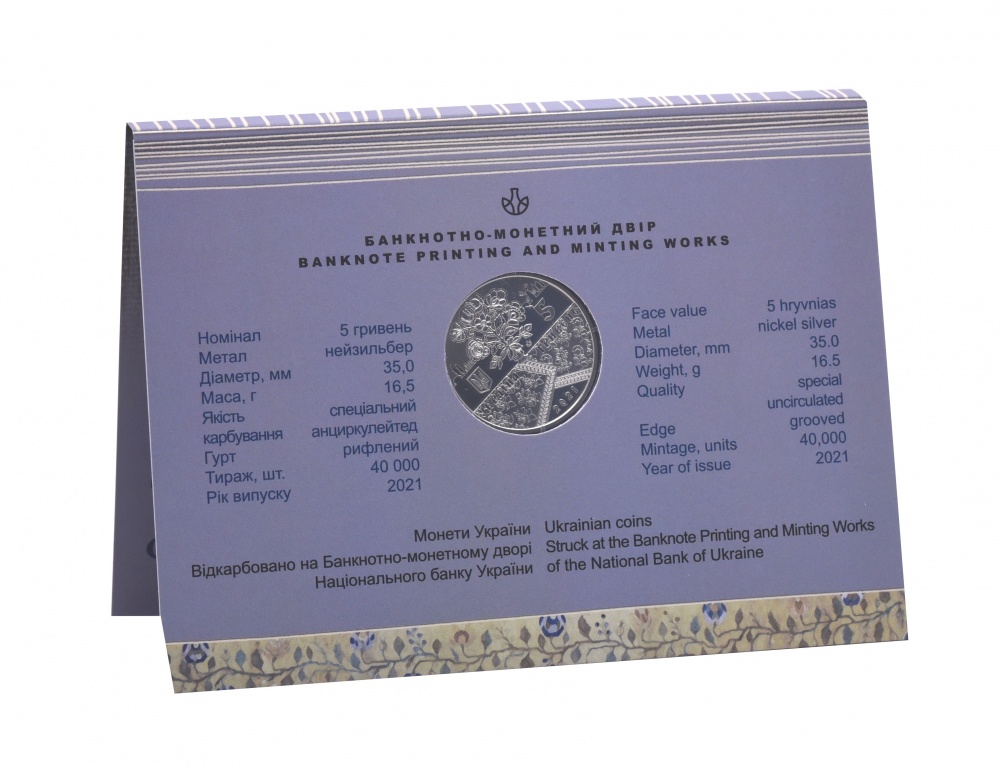 БАНКНОТНО-МОНЕТНИЙ ДВІР
BANKNOTE PRINTING AND MINTING WORKS
Номінал 5 гривень
Метал нейзильбер
Діаметр, мм 35,0
Маса, г 16,5
Якість спеціальний
карбування анциркулейтед
Гурт рифлений
Тираж, шт. 40 000
Рік випуску 2021
5
2021
Face value 5 hryvnias
Metal nickel silver
Diameter, mm 35.0
Weight, g 16.5
Quality special
uncirculated
Edge grooved
Mintage, units 40,000
Year of issue 2021
Монети України
Відкарбовано на Банкнотно-монетному дворі
Національного банку України
Ukrainian coins
Struck at the Banknote Printing and Minting Works
of the National Bank of Ukraine